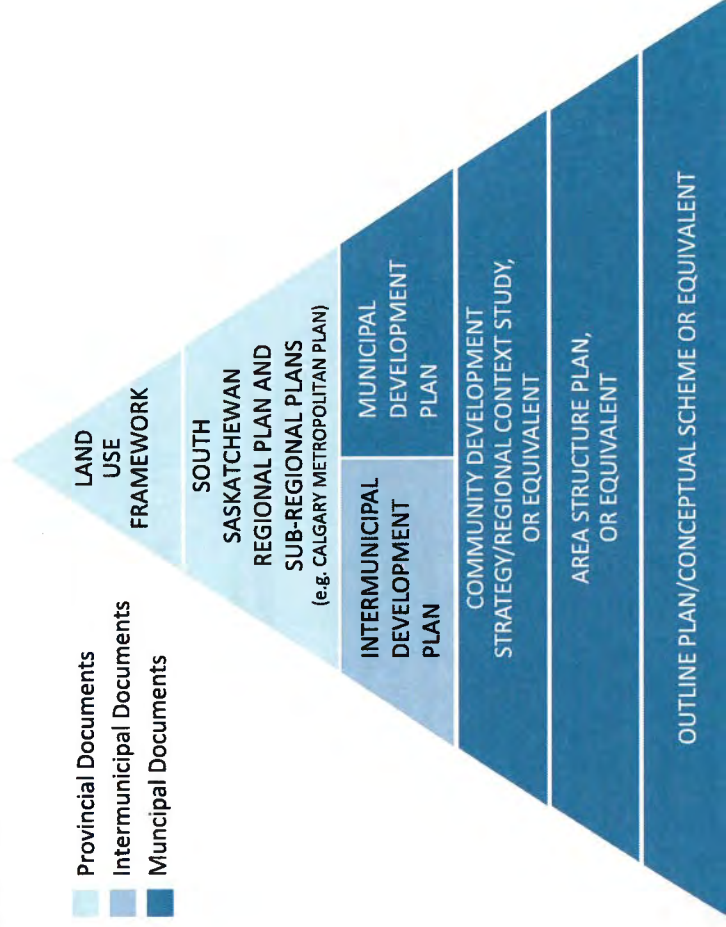 Provincial Documents
Intermunicipal Documents
Muncipal Documents
LAND
USE
FRAMEWORK
SOUTH
SASKATCHEWAN
REGIONAL PLAN AND
SUB-REGIONAL PLANS
(e.g. CALGARY METROPOLITAN PLAN)
INTERMUNICIPAL
DEVELOPMENT
PLAN
MUNICIPAL
DEVELOPMENT
PLAN
COMMUNITY DEVELOPMENT
STRATEGY/REGIONAL CONTEXT STUDY,
OR EQUIVALENT
AREA STRUCTURE PLAN,
OR EQUIVALENT
OUTLINE PLAN/CONCEPTUAL SCHEME OR EQUIVALENT